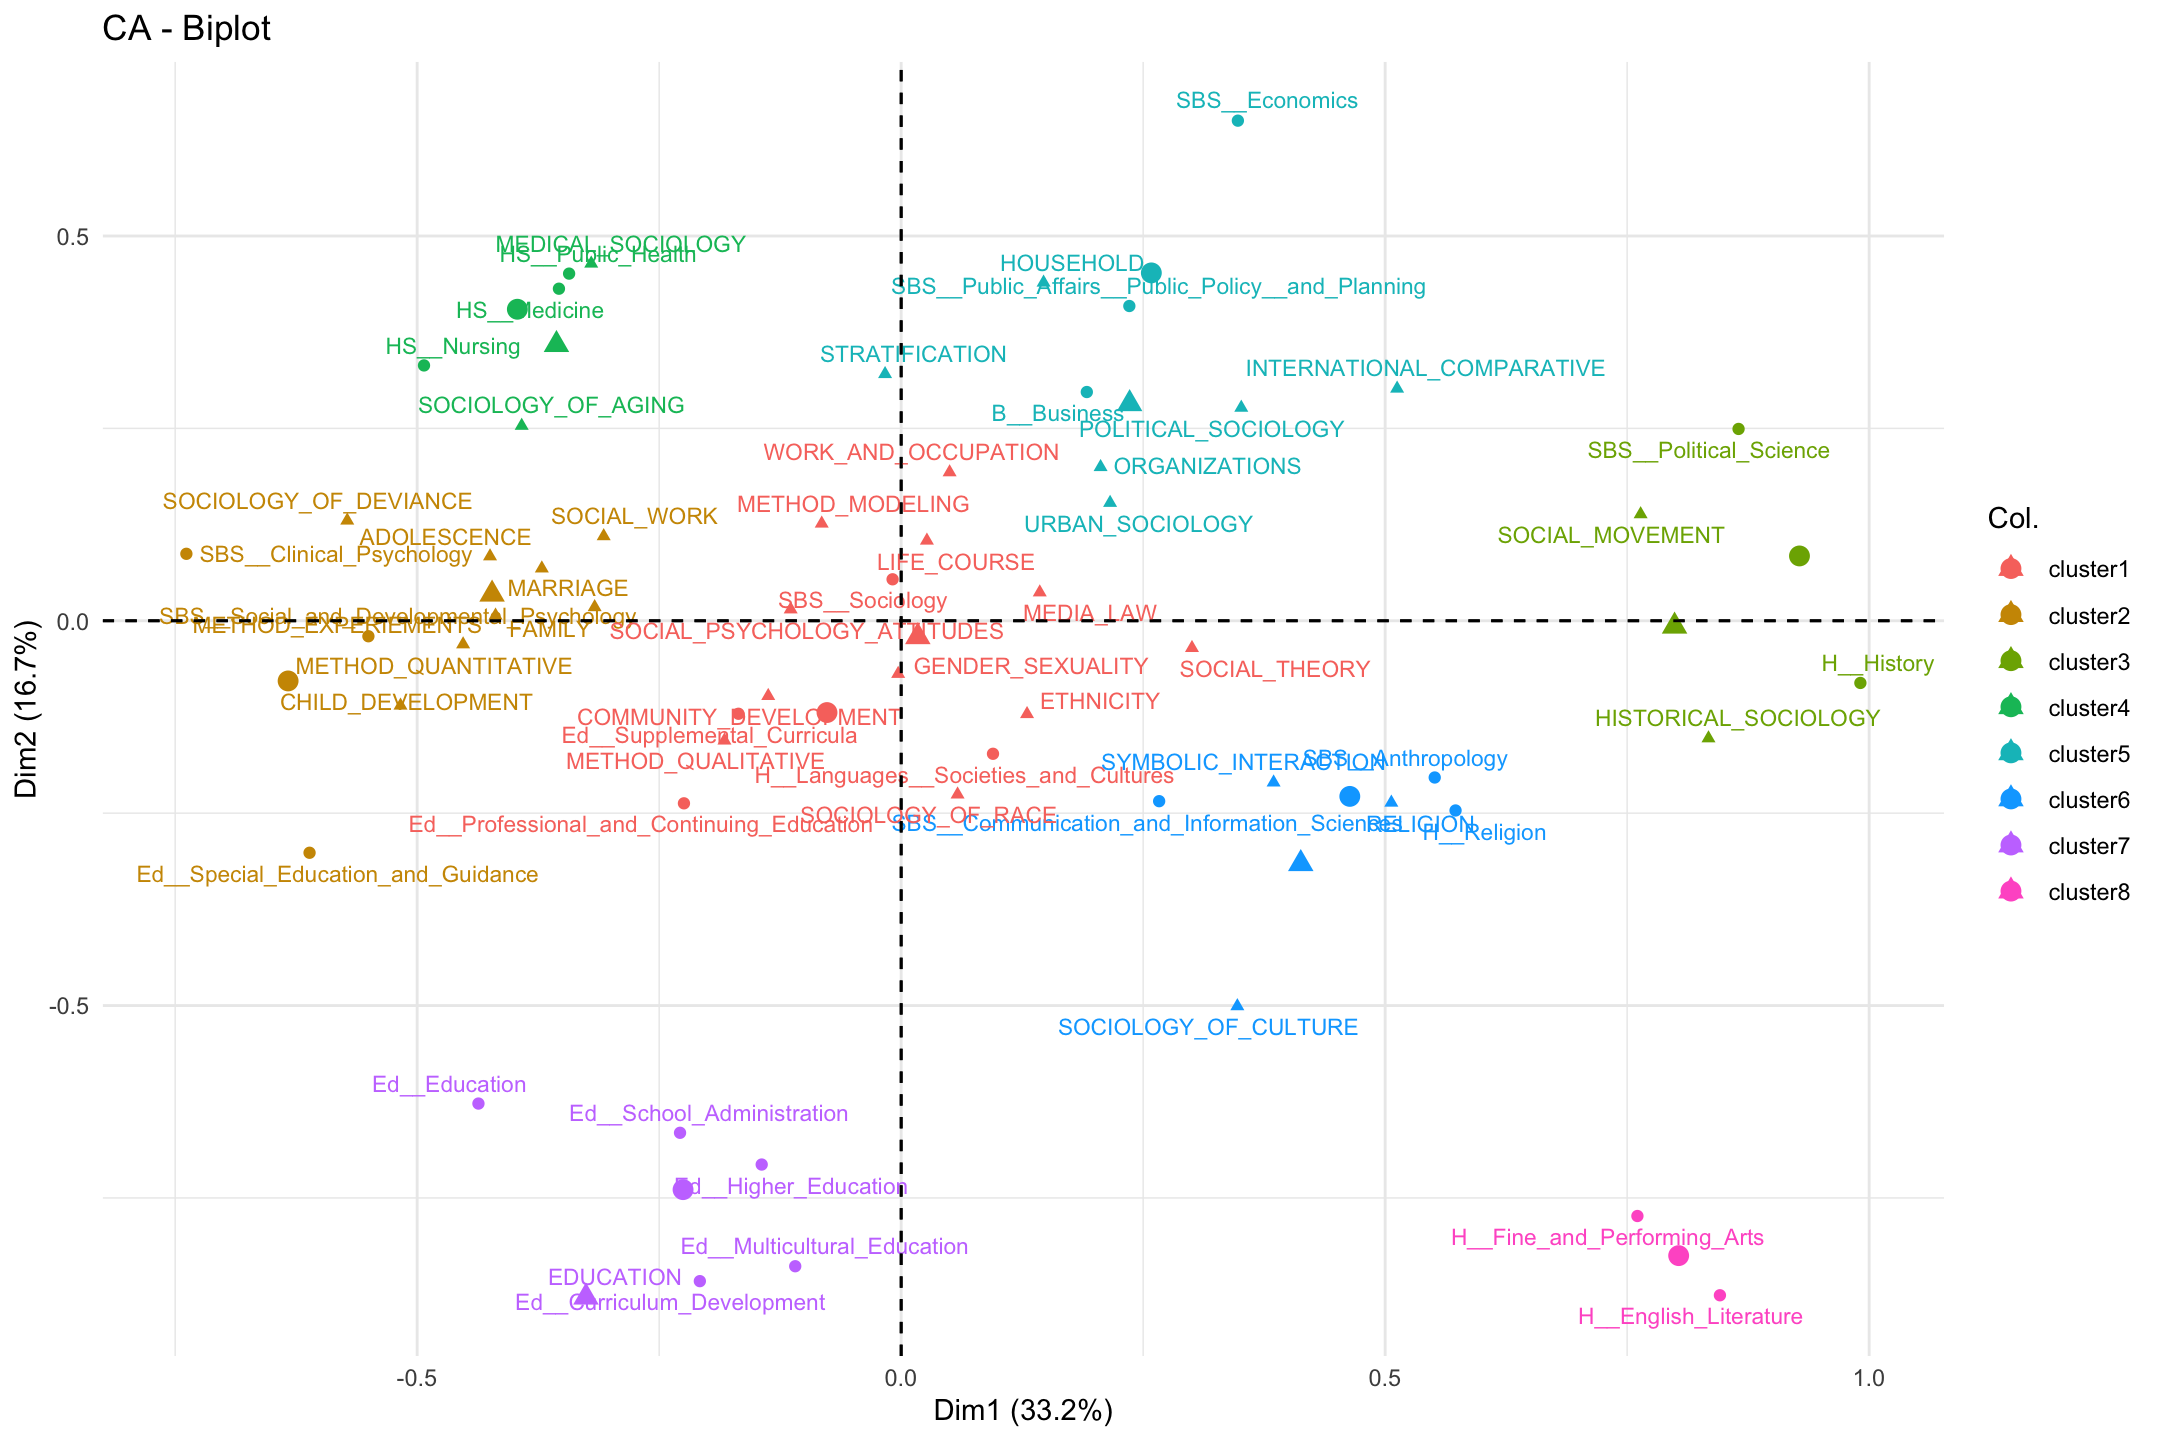 CA - Biplot
SBS__Economics
0.5
MEDICAL_SOCIOLOGY
HS__Public_Health
HOUSEHOLD
SBS__Public_Affairs__Public_Policy__and_Planning
HS__Medicine
HS__Nursing
STRATIFICATION
INTERNATIONAL_COMPARATIVE
SOCIOLOGY_OF_AGING
B__Business
POLITICAL_SOCIOLOGY
WORK_AND_OCCUPATION
SBS__Political_Science
ORGANIZATIONS
SOCIOLOGY_OF_DEVIANCE
METHOD_MODELING
SOCIAL_WORK
URBAN_SOCIOLOGY
Col.
ADOLESCENCE
SOCIAL_MOVEMENT
SBS__Clinical_Psychology
LIFE_COURSE
cluster1
MARRIAGE
SBS__Sociology
MEDIA_LAW
cluster2
SBS__Social_and_Developmental_Psychology
0.0
METHOD_EXPERIEMENTS
FAMILY
SOCIAL_PSYCHOLOGY_ATTITUDES
METHOD_QUANTITATIVE
GENDER_SEXUALITY
SOCIAL_THEORY
H__History
cluster3
CHILD_DEVELOPMENT
ETHNICITY
cluster4
COMMUNITY_DEVELOPMENT
HISTORICAL_SOCIOLOGY
Ed__Supplemental_Curricula
Dim2 (16.7%)
METHOD_QUALITATIVE
SYMBOLIC_INTERACTION
SBS__Anthropology
cluster5
H__Languages__Societies_and_Cultures
cluster6
SOCIOLOGY_OF_RACE
Ed__Professional_and_Continuing_Education
SBS__Communication_and_Information_Sciences
RELIGION
H__Religion
cluster7
Ed__Special_Education_and_Guidance
cluster8
-0.5
SOCIOLOGY_OF_CULTURE
Ed__Education
Ed__School_Administration
Ed__Higher_Education
H__Fine_and_Performing_Arts
Ed__Multicultural_Education
EDUCATION
Ed__Curriculum_Development
H__English_Literature
-0.5
0.0
0.5
1.0
Dim1 (33.2%)